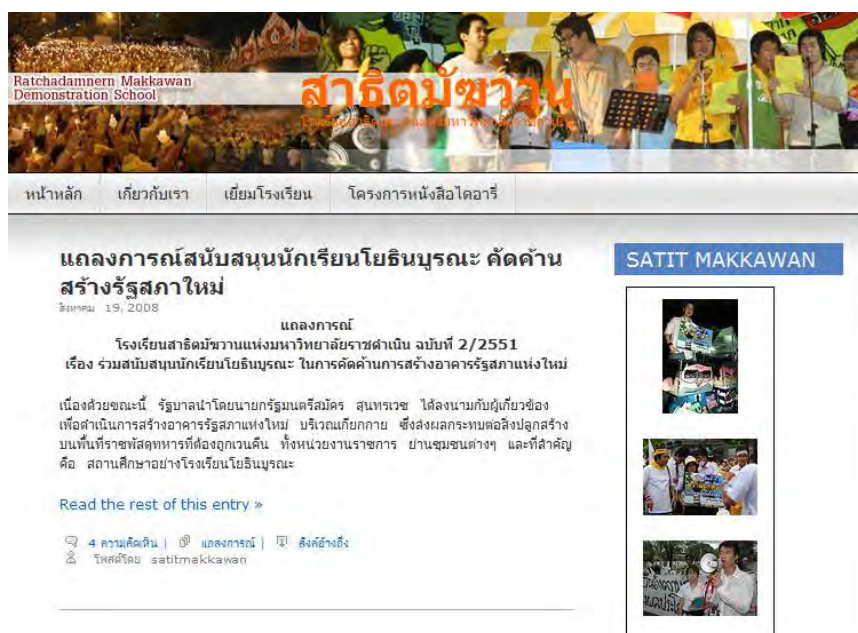 Ratchadamnern Makkawan
Demonstration School
สาธิตมัฆวาน
หน้าหลัก
เกี่ยวกับเรา
เยี่ยมโรงเรียน
โครงการหนังสือไดอารี่
แถลงการณ์สนับสนุนนักเรียนโยธินบูรณะ คัดค้าน
สร้างรัฐสภาใหม่
สิงหาคม 19, 2008
แถลงการณ์
โรงเรียนสาธิตมัฆวานแห่งมหาวิทยาลัยราชดำเนิน ฉบับที่ 2/2551
เรื่อง ร่วมสนับสนุนนักเรียนโยธินบูรณะ ในการคัดค้านการสร้างอาคารรัฐสภาแห่งใหม่
เนื่องด้วยขณะนี้ รัฐบาลนำโดยนายกรัฐมนตรีสมัคร สุนทรเวช ได้ลงนามกับผู้เกี่ยวข้อง
เพื่อดำเนินการสร้างอาคารรัฐสภาแห่งใหม่ บริเวณเกียกกาย ซึ่งส่งผลกระทบต่อสิ่งปลูกสร้าง
บนพื้นที่ราชพัสดุทหารที่ต้องถูกเวนคืน ทั้งหน่วยงานราชการ ย่านชุมชนต่างๆ และที่สำคัญ
คือ สถานศึกษาอย่างโรงเรียนโยธินบูรณะ
Read the rest of this entry »
4 ความคิดเห็น | แถลงการณ์ | ลิงค์อ้างถึง
โพสต์โดย satitmakkawan
SATIT MAKKAWAN